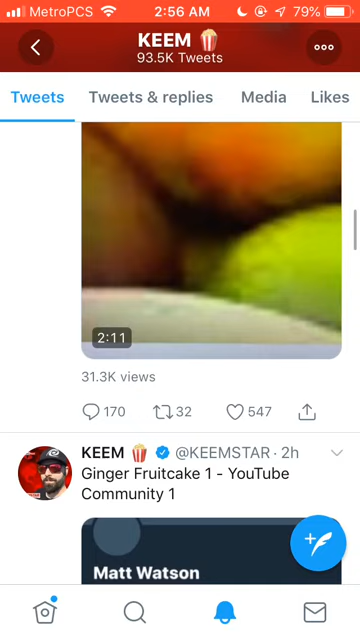 MetroPCS 2:56 AM 79%
KEEM 🍿
93.5K Tweets
Tweets Tweets & replies Media Likes
2:11
31.3K views
170 32 547
KEEM 🍿 @KEEMSTAR · 2h
Ginger Fruitcake 1 - YouTube
Community 1
Matt Watson